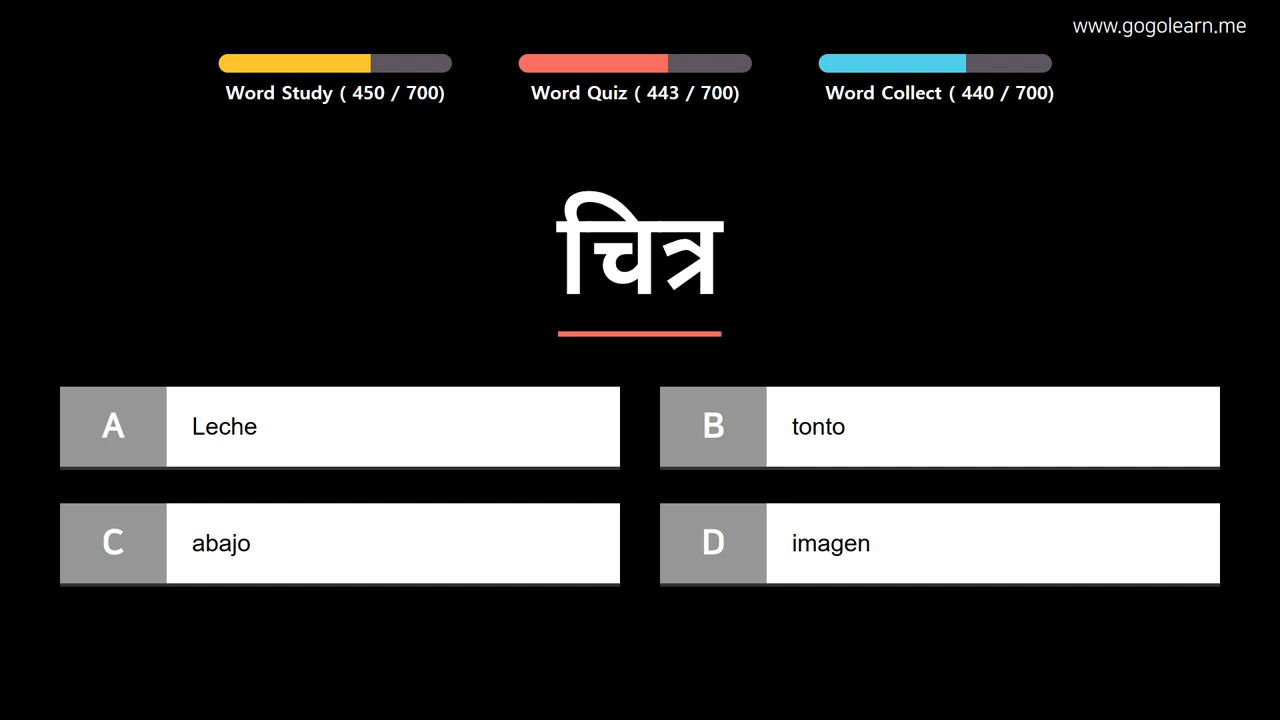 www.gogolearn.me
Word Study ( 450 / 700)
Word Quiz ( 443 / 700)
Word Collect ( 440 / 700)
चित्र
A Leche
B tonto
C abajo
D imagen